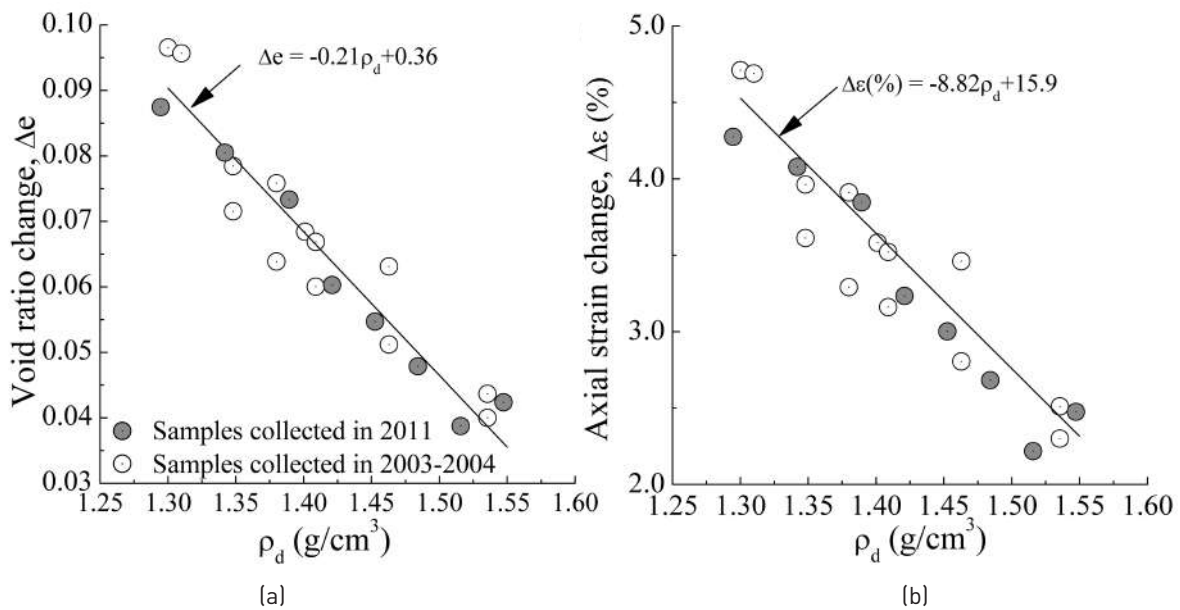 0.10
0.09
0.08
0.07
0.06
0.05
0.04
0.03
Void ratio change, Δe
Δe = -0.21ρd+0.36
Samples collected in 2011
Samples collected in 2003-2004
1.25 1.30 1.35 1.40 1.45 1.50 1.55 1.60
ρd (g/cm³)
(a)
5.0
4.0
3.0
2.0
Axial strain change, Δε (%)
Δε(%) = -8.82ρd+15.9
1.25 1.30 1.35 1.40 1.45 1.50 1.55 1.60
ρd (g/cm³)
(b)